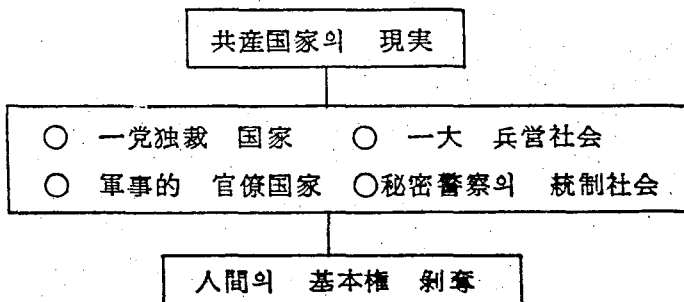 共産国家의 現実
○ 一党独裁 国家 ○ 一大 兵営社会
○ 軍事的 官僚国家 ○秘密警察의 統制社会
人間의 基本権 剝奪